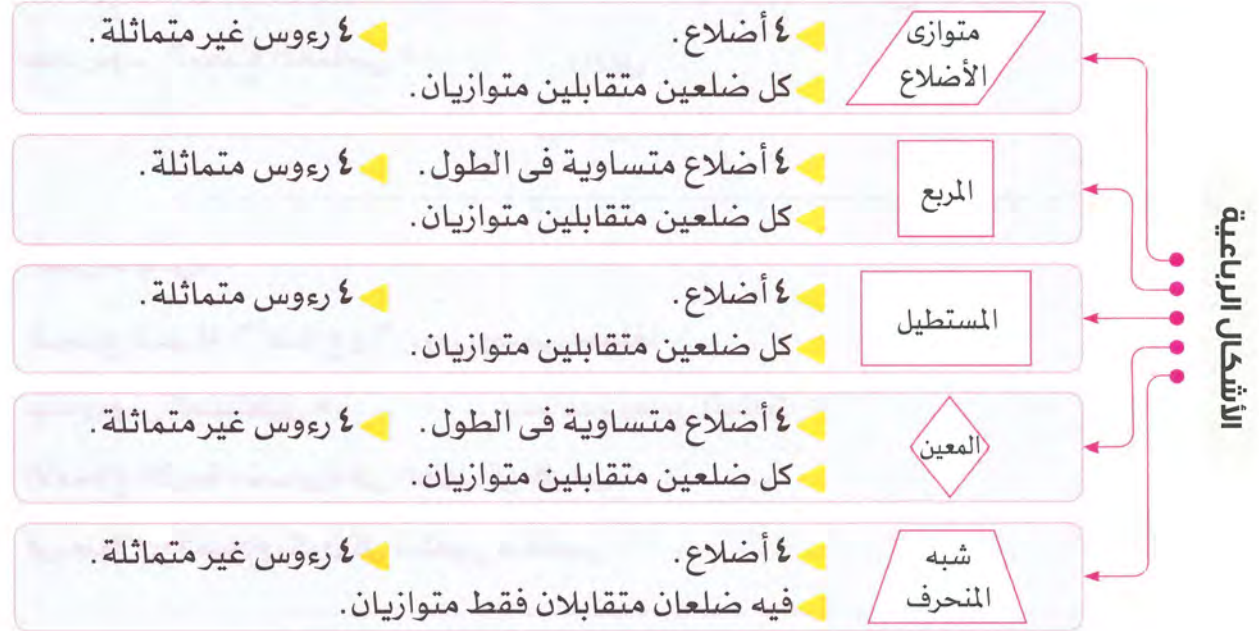 الأشكال الرباعية
متوازى
الأضلاع
٤ أضلاع. ٤ رءوس غير متماثلة.
كل ضلعين متقابلين متوازيان.
المربع
٤ أضلاع متساوية فى الطول. ٤ رءوس متماثلة.
كل ضلعين متقابلين متوازيان.
المستطيل
٤ أضلاع. ٤ رءوس متماثلة.
كل ضلعين متقابلين متوازيان.
المعين
٤ أضلاع متساوية فى الطول. ٤ رءوس غير متماثلة.
كل ضلعين متقابلين متوازيان.
شبه
المنحرف
٤ أضلاع. ٤ رءوس غير متماثلة.
فيه ضلعان متقابلان فقط متوازيان.